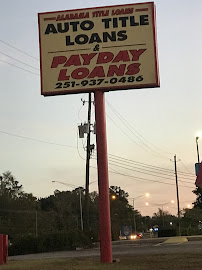 ALABAMA TITLE LOANS
AUTO TITLE
LOANS
&
PAYDAY
LOANS
251-937-0486